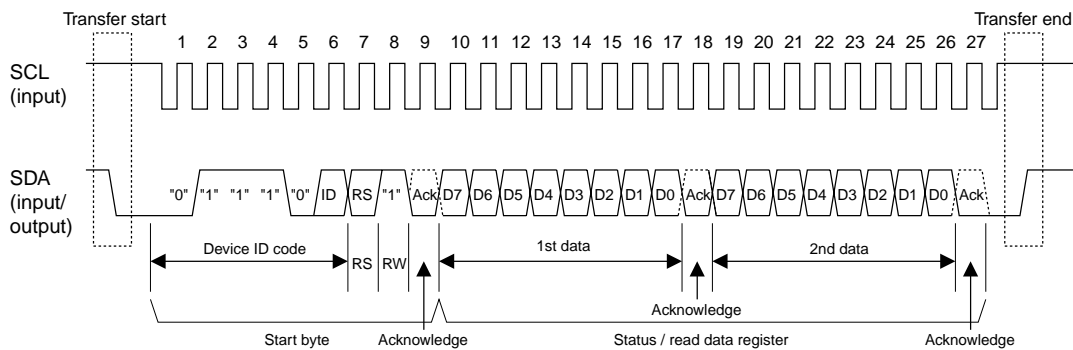 Transfer start Transfer end
1 2 3 4 5 6 7 8 9 10 11 12 13 14 15 16 17 18 19 20 21 22 23 24 25 26 27
SCL
(input)
SDA
(input/
output)
"0" "1" "1" "1" "0" ID RS "1" Ack D7 D6 D5 D4 D3 D2 D1 D0 Ack D7 D6 D5 D4 D3 D2 D1 D0 Ack
Device ID code RS RW 1st data 2nd data
Acknowledge
Start byte Acknowledge Status / read data register Acknowledge